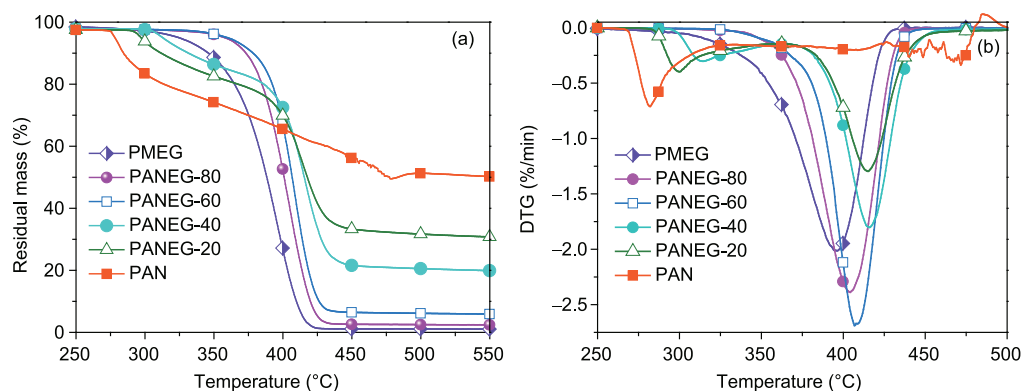 100
80
60
40
20
0
Residual mass (%)
(a)
PMEG
PANEG-80
PANEG-60
PANEG-40
PANEG-20
PAN
250 300 350 400 450 500 550
Temperature (°C)
0.0
−0.5
−1.0
−1.5
−2.0
−2.5
DTG (%/min)
(b)
PMEG
PANEG-80
PANEG-60
PANEG-40
PANEG-20
PAN
250 300 350 400 450 500
Temperature (°C)